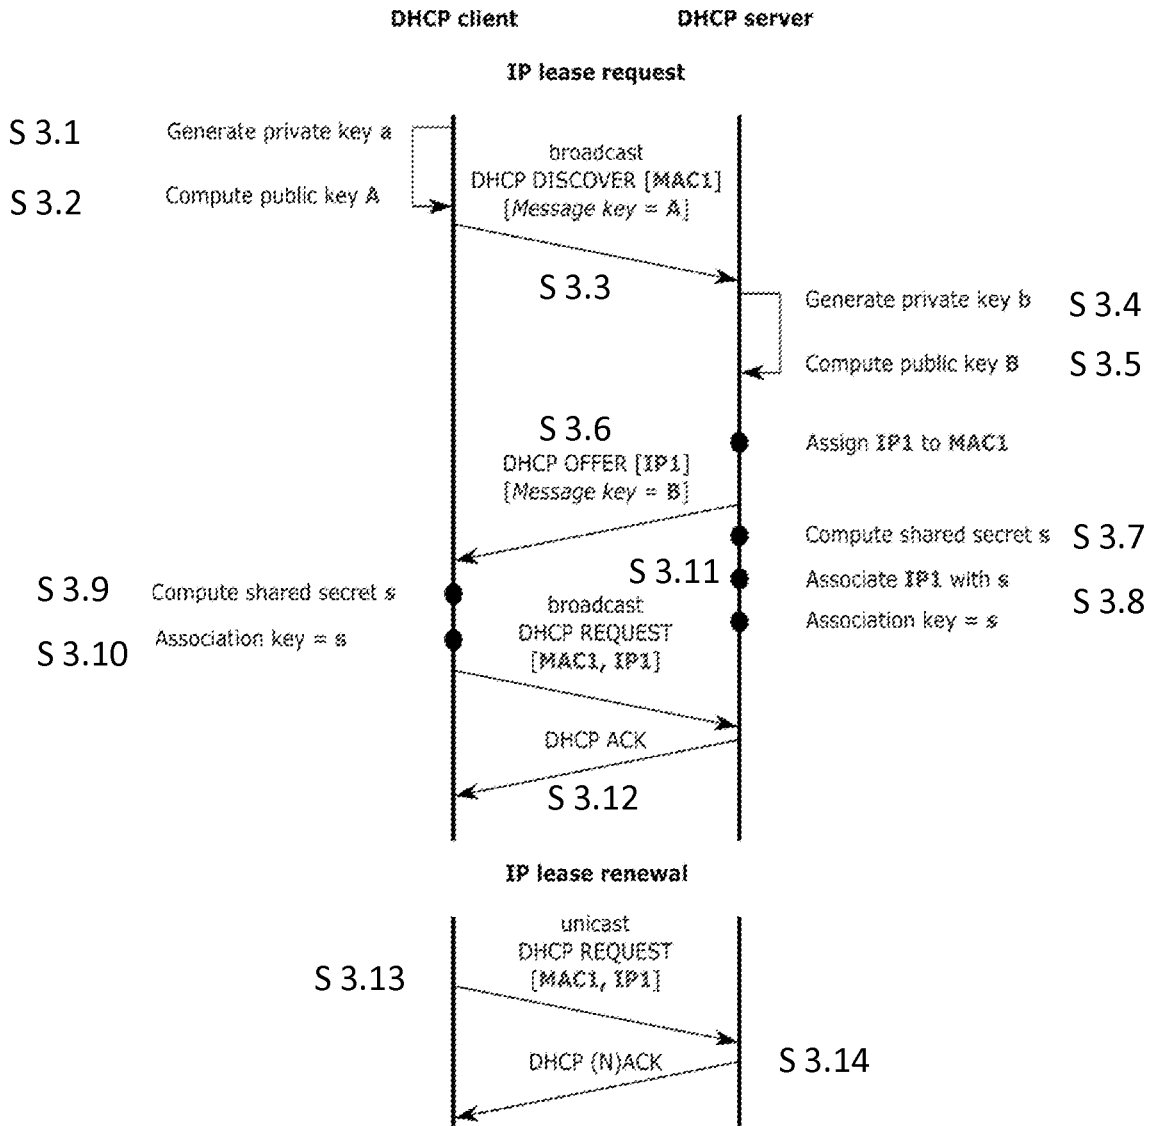 DHCP client DHCP server
IP lease request
S 3.1 Generate private key a
broadcast
DHCP DISCOVER [MAC1]
S 3.2 Compute public key A
[Message key = A]
S 3.3
Generate private key b S 3.4
Compute public key B S 3.5
S 3.6
Assign IP1 to MAC1
DHCP OFFER [IP1]
[Message key = B]
Compute shared secret s S 3.7
S 3.11 Associate IP1 with s
S 3.9 Compute shared secret s
S 3.8
broadcast
Association key = s
DHCP REQUEST
S 3.10 Association key = s
[MAC1, IP1]
DHCP ACK
S 3.12
IP lease renewal
unicast
DHCP REQUEST
S 3.13 [MAC1, IP1]
DHCP (N)ACK S 3.14